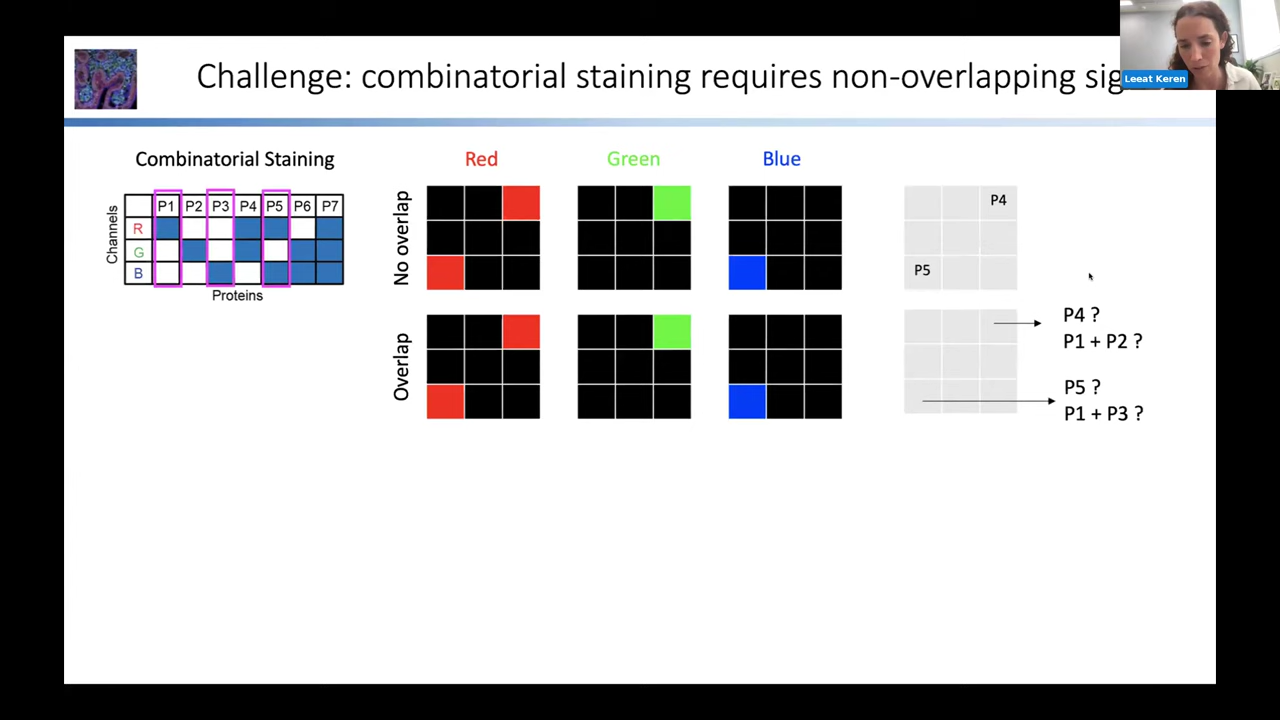 Challenge: combinatorial staining requires non-overlapping sig
Leeat Keren
Combinatorial Staining
Channels
P1 P2 P3 P4 P5 P6 P7
R
G
B
Proteins
Red Green Blue
No overlap
P4
P5
Overlap
P4 ?
P1 + P2 ?
P5 ?
P1 + P3 ?